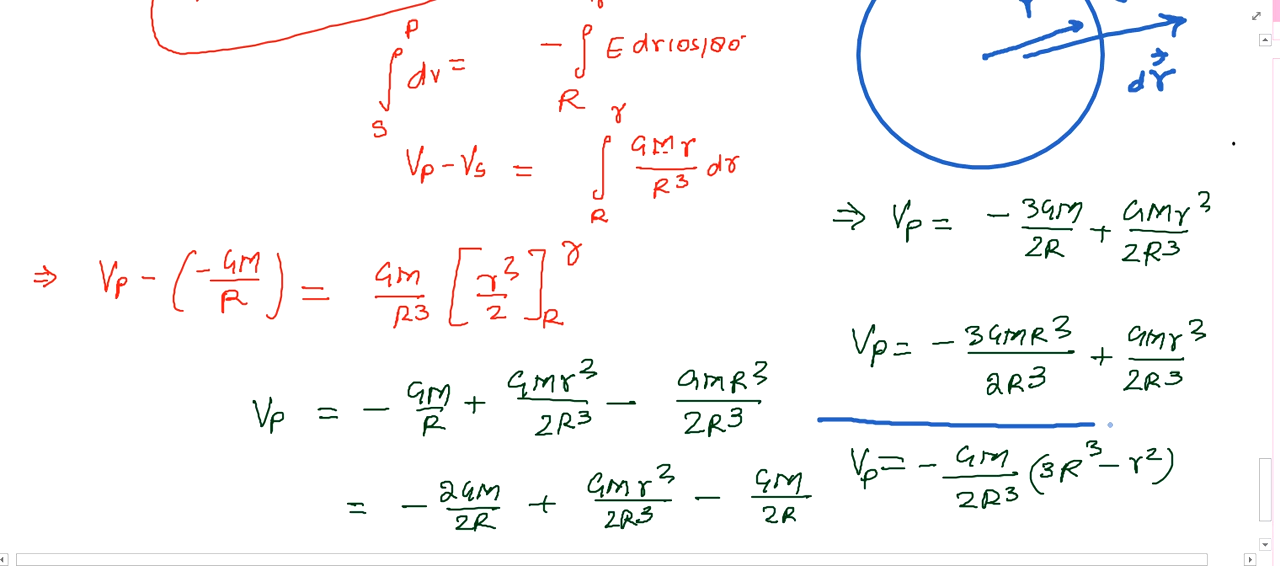 ∫_S^P dv = -∫_R^r E dr cos180°
V_P - V_S = ∫_R^r GMr/R³ dr
⇒ V_P - (-GM/R) = GM/R³ [r³/2]_R^r
V_P = - GM/R + GMr³/2R³ - GMR³/2R³
= - 2GM/2R + GMr²/2R³ - GM/2R
r
dr⃗
⇒ V_P = - 3GM/2R + GMr³/2R³
V_P = - 3GMR³/2R³ + GMr³/2R³
V_P = - GM/2R³ (3R³ - r²)